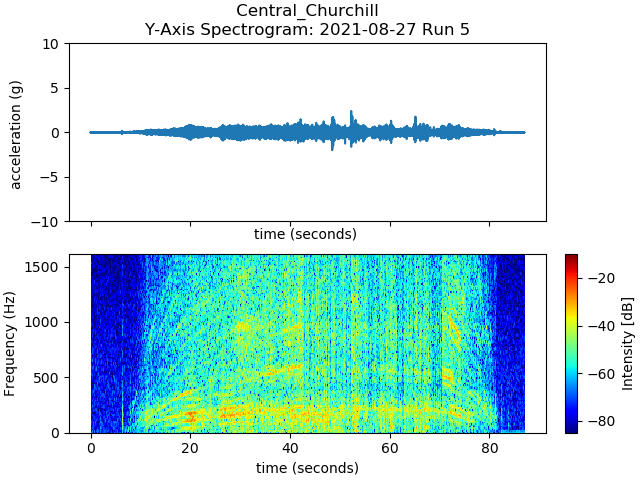 Central_Churchill
Y-Axis Spectrogram: 2021-08-27 Run 5
10
5
0
−5
−10
acceleration (g)
time (seconds)
1500
1000
500
0
Frequency (Hz)
0 20 40 60 80
time (seconds)
−20
−40
−60
−80
Intensity [dB]